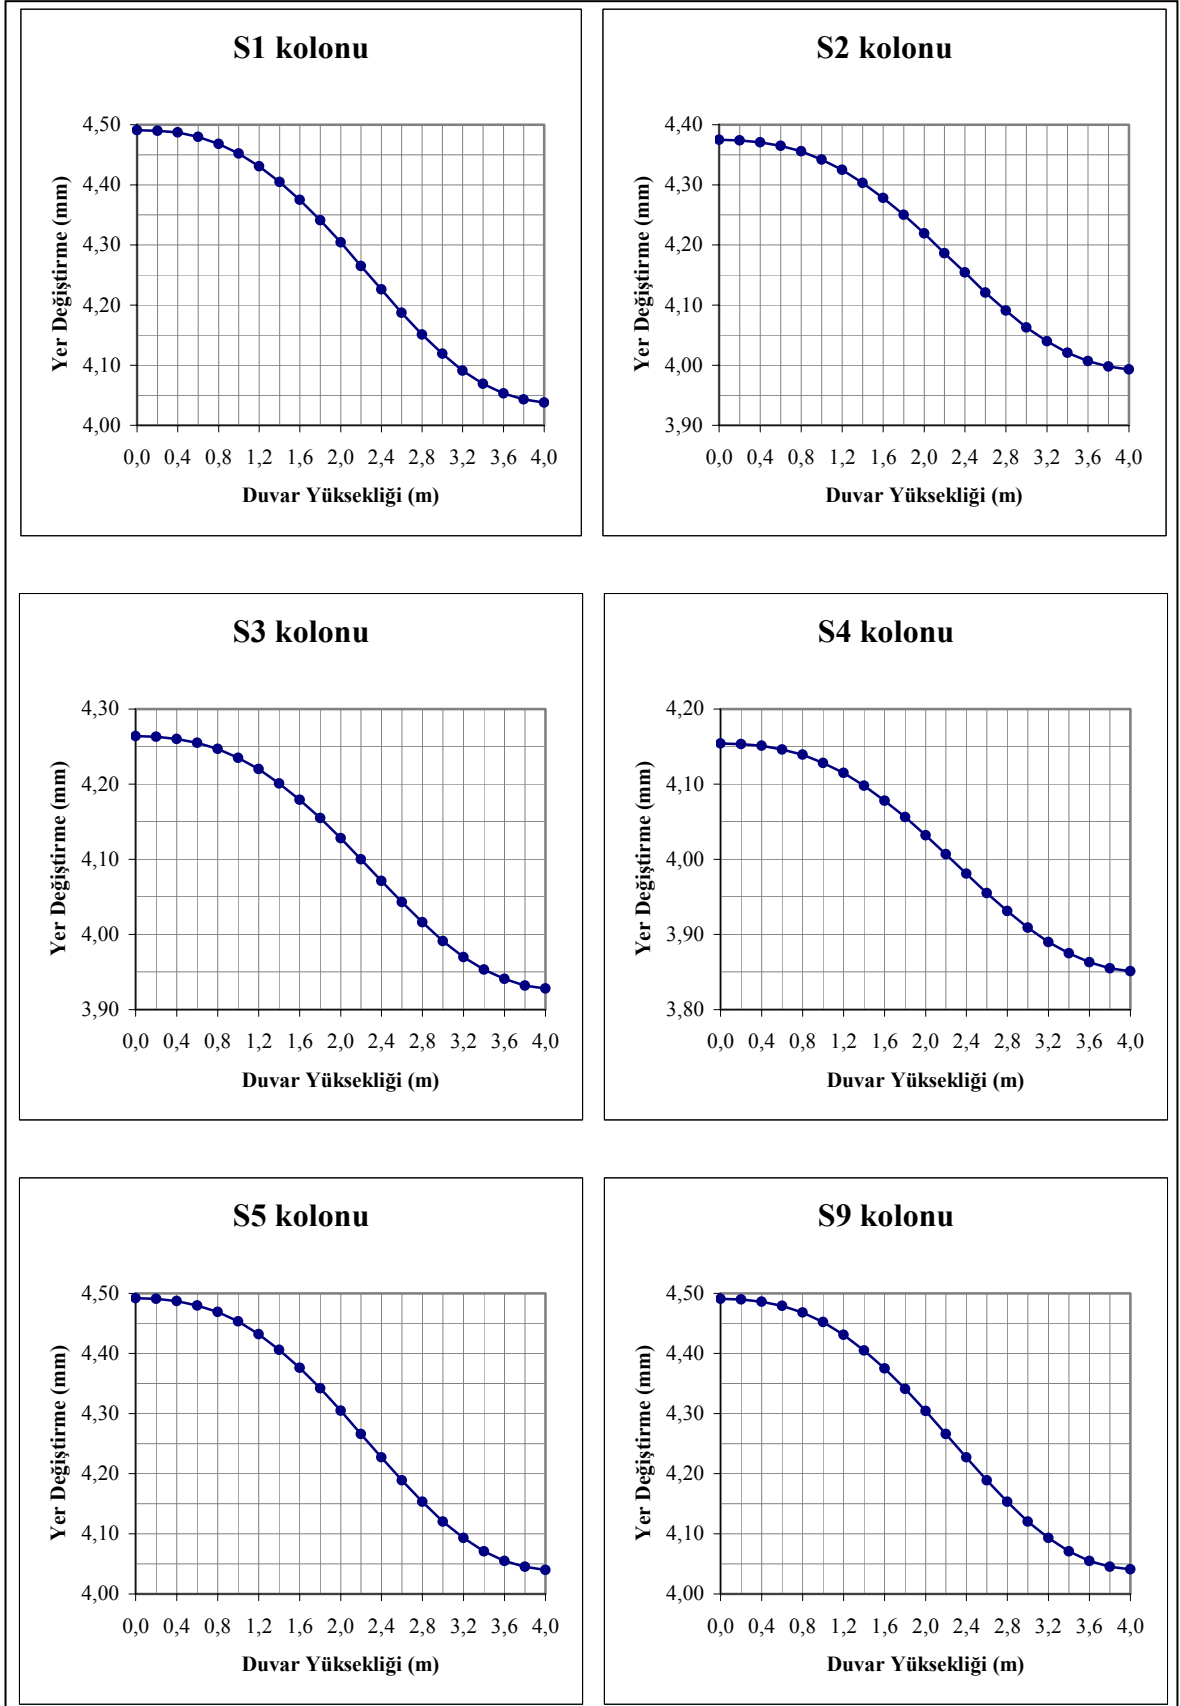 S1 kolonu
4,50
4,40
4,30
4,20
4,10
4,00
Yer Değiştirme (mm)
0,0 0,4 0,8 1,2 1,6 2,0 2,4 2,8 3,2 3,6 4,0
Duvar Yüksekliği (m)
S2 kolonu
4,40
4,30
4,20
4,10
4,00
3,90
Yer Değiştirme (mm)
0,0 0,4 0,8 1,2 1,6 2,0 2,4 2,8 3,2 3,6 4,0
Duvar Yüksekliği (m)
S3 kolonu
4,30
4,20
4,10
4,00
3,90
Yer Değiştirme (mm)
0,0 0,4 0,8 1,2 1,6 2,0 2,4 2,8 3,2 3,6 4,0
Duvar Yüksekliği (m)
S4 kolonu
4,20
4,10
4,00
3,90
3,80
Yer Değiştirme (mm)
0,0 0,4 0,8 1,2 1,6 2,0 2,4 2,8 3,2 3,6 4,0
Duvar Yüksekliği (m)
S5 kolonu
4,50
4,40
4,30
4,20
4,10
4,00
Yer Değiştirme (mm)
0,0 0,4 0,8 1,2 1,6 2,0 2,4 2,8 3,2 3,6 4,0
Duvar Yüksekliği (m)
S9 kolonu
4,50
4,40
4,30
4,20
4,10
4,00
Yer Değiştirme (mm)
0,0 0,4 0,8 1,2 1,6 2,0 2,4 2,8 3,2 3,6 4,0
Duvar Yüksekliği (m)